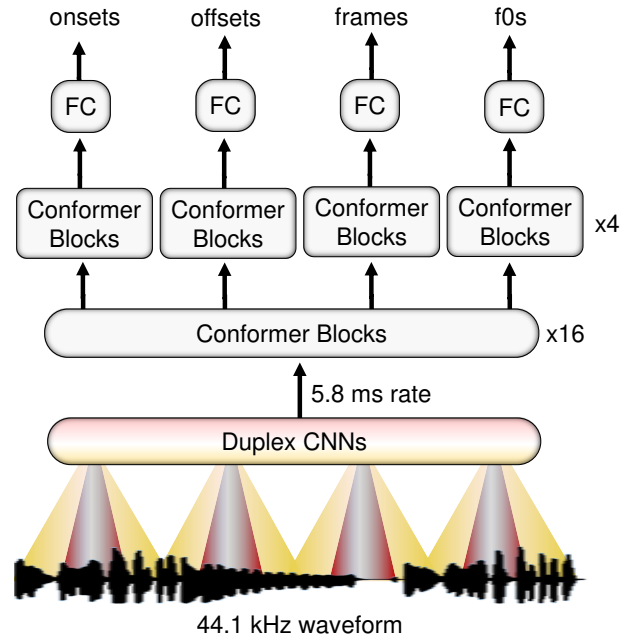 onsets offsets frames f0s
FC FC FC FC
Conformer Conformer Conformer Conformer
Blocks Blocks Blocks Blocks
x4
Conformer Blocks x16
5.8 ms rate
Duplex CNNs
44.1 kHz waveform